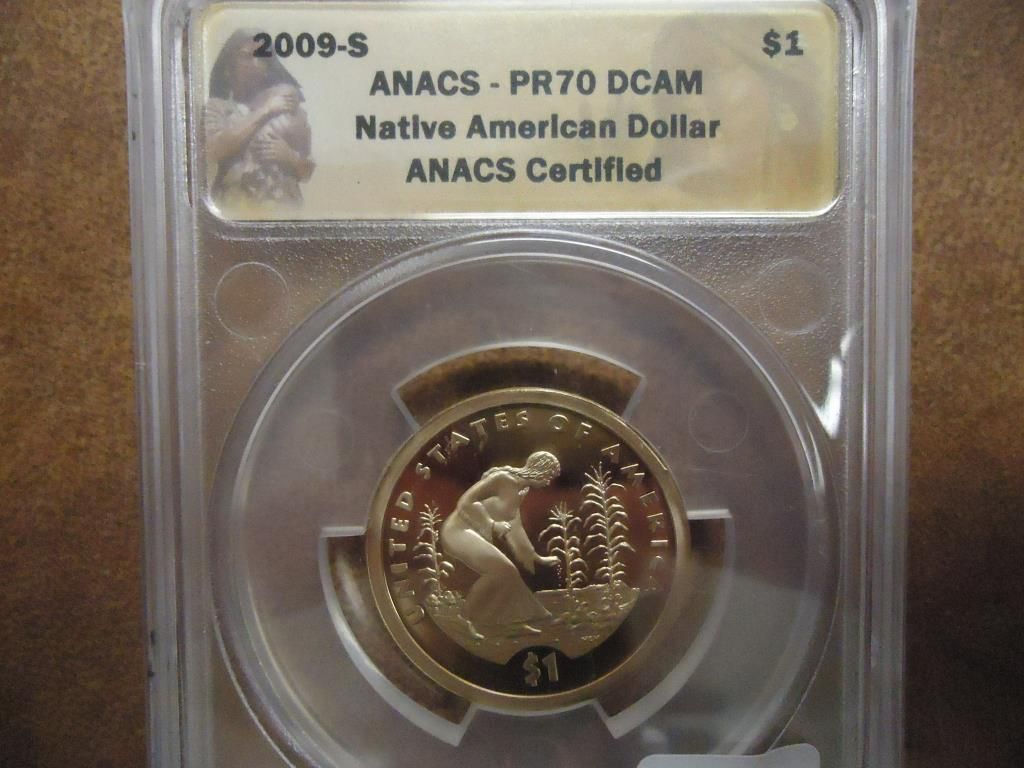 2009-S $1
ANACS - PR70 DCAM
Native American Dollar
ANACS Certified
UNITED STATES OF AMERICA
$1